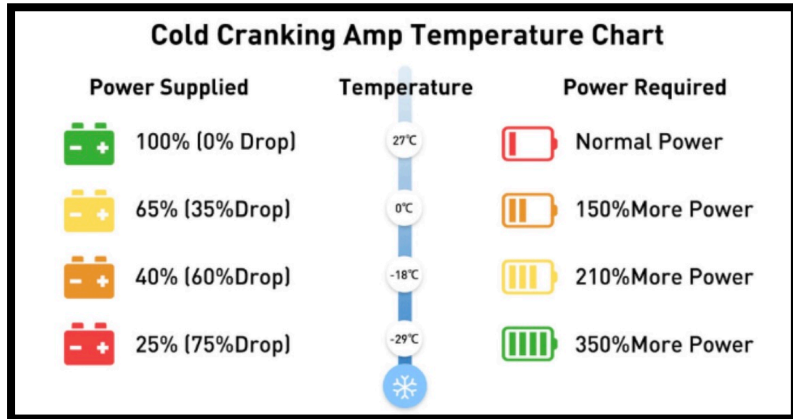 Cold Cranking Amp Temperature Chart
Power Supplied Temperature Power Required
100% (0% Drop) 27℃ Normal Power
65% (35%Drop) 0℃ 150%More Power
40% (60%Drop) -18℃ 210%More Power
25% (75%Drop) -29℃ 350%More Power